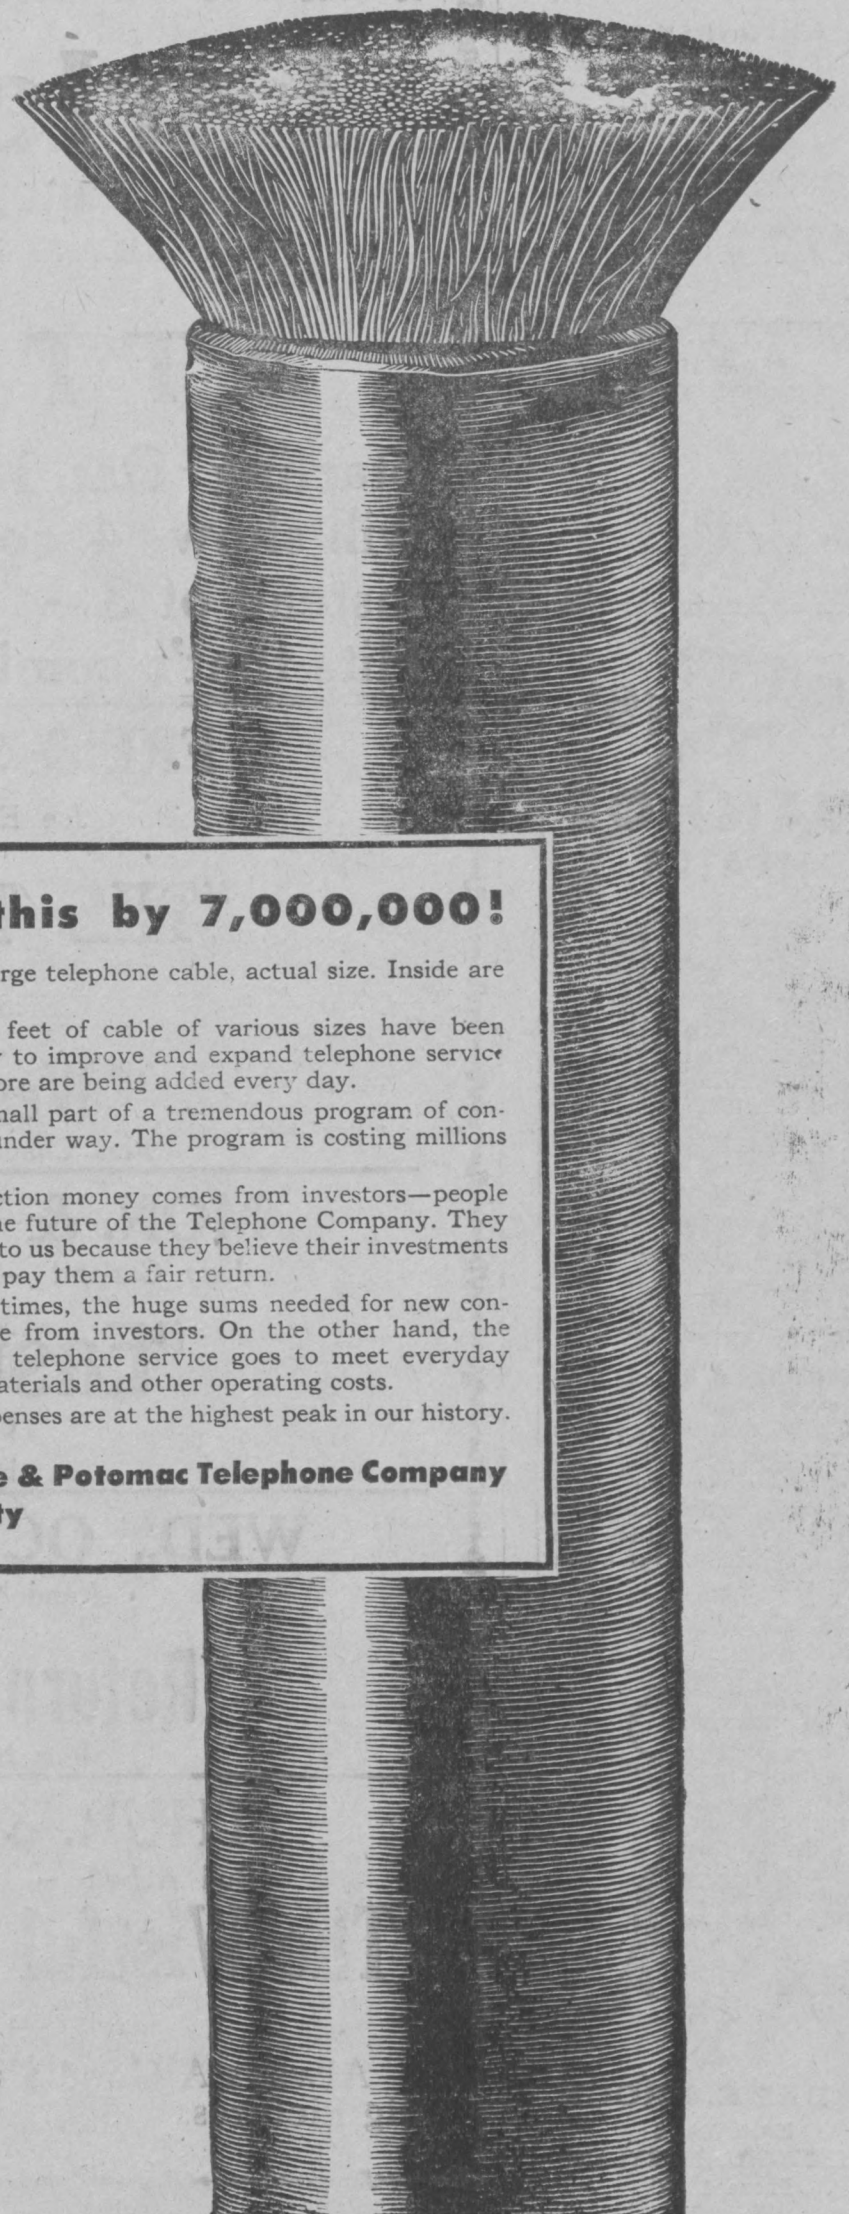 this by 7,000,000!
rge telephone cable, actual size. Inside are
feet of cable of various sizes have been
to improve and expand telephone service
ore are being added every day.
nall part of a tremendous program of con-
under way. The program is costing millions
ction money comes from investors—people
ne future of the Telephone Company. They
to us because they believe their investments
pay them a fair return.
times, the huge sums needed for new con-
e from investors. On the other hand, the
telephone service goes to meet everyday
aterials and other operating costs.
penses are at the highest peak in our history.
e & Potomac Telephone Company
ty